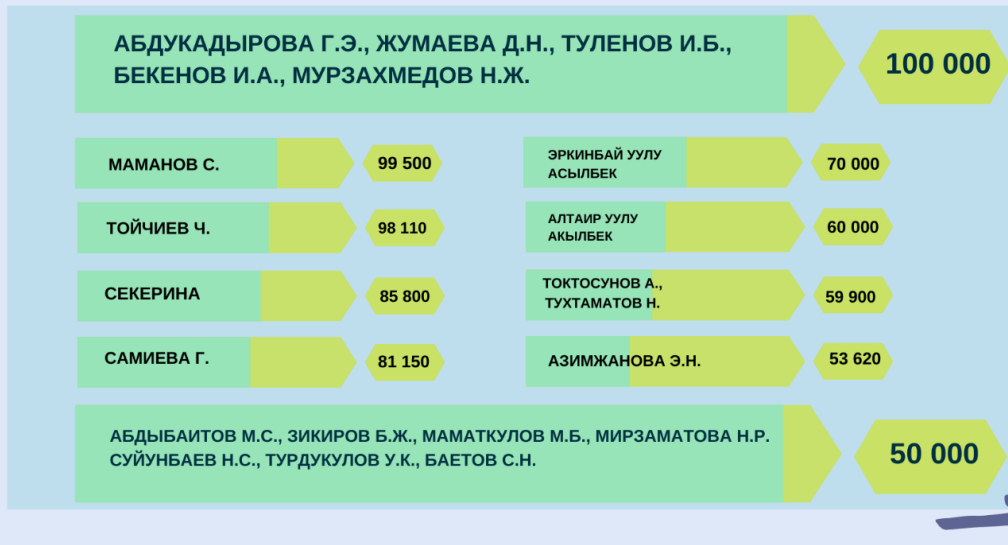 АБДУКАДЫРОВА Г.Э., ЖУМАЕВА Д.Н., ТУЛЕНОВ И.Б.,
БЕКЕНОВ И.А., МУРЗАХМЕДОВ Н.Ж.
100 000
МАМАНОВ С.
99 500
ТОЙЧИЕВ Ч.
98 110
СЕКЕРИНА
85 800
САМИЕВА Г.
81 150
ЭРКИНБАЙ УУЛУ
АСЫЛБЕК
70 000
АЛТАИР УУЛУ
АКЫЛБЕК
60 000
ТОКТОСУНОВ А.,
ТУХТАМАТОВ Н.
59 900
АЗИМЖАНОВА Э.Н.
53 620
АБДЫБАИТОВ М.С., ЗИКИРОВ Б.Ж., МАМАТКУЛОВ М.Б., МИРЗАМАТОВА Н.Р.
СУЙУНБАЕВ Н.С., ТУРДУКУЛОВ У.К., БАЕТОВ С.Н.
50 000